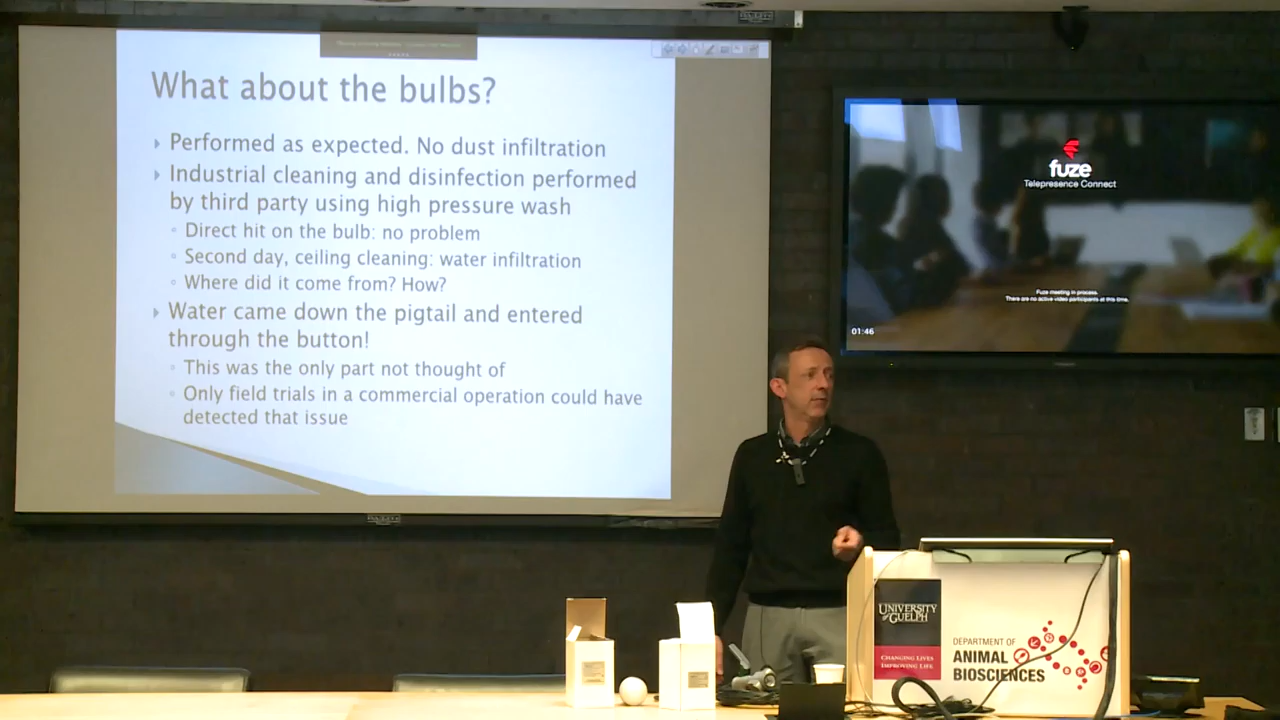 What about the bulbs?
Performed as expected. No dust infiltration
Industrial cleaning and disinfection performed
by third party using high pressure wash
Direct hit on the bulb: no problem
Second day, ceiling cleaning: water infiltration
Where did it come from? How?
Water came down the pigtail and entered
through the button!
This was the only part not thought of
Only field trials in a commercial operation could have
detected that issue
fuze
Telepresence Connect
Fuze meeting in process.
There are no active video participants at this time.
01:46
UNIVERSITY
of GUELPH
CHANGING LIVES
IMPROVING LIFE
DEPARTMENT OF
ANIMAL
BIOSCIENCES